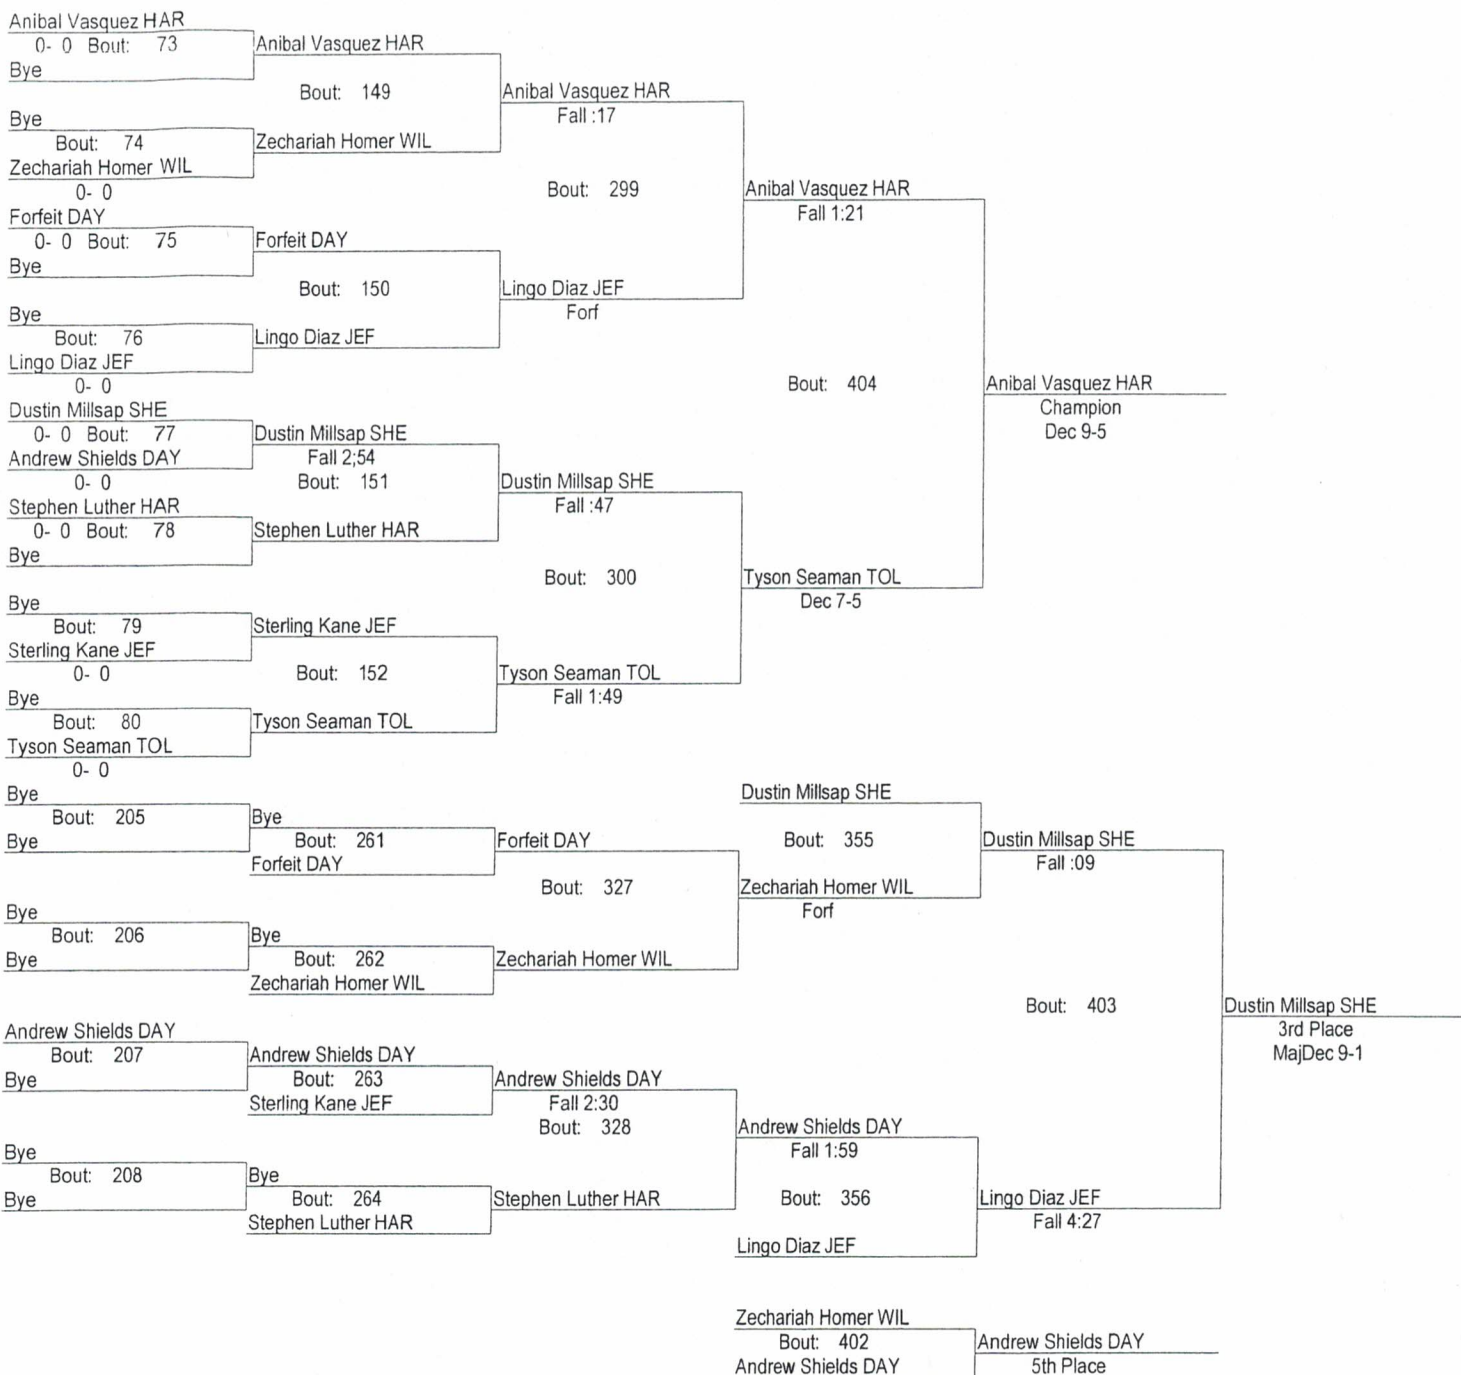 Anibal Vasquez HAR
0- 0 Bout: 73
Bye
Anibal Vasquez HAR
Bout: 149
Bye
Bout: 74
Zechariah Homer WIL
0- 0
Zechariah Homer WIL
Anibal Vasquez HAR
Fall :17
Bout: 299
Forfeit DAY
0- 0 Bout: 75
Bye
Forfeit DAY
Bout: 150
Bye
Bout: 76
Lingo Diaz JEF
0- 0
Lingo Diaz JEF
Lingo Diaz JEF
Forf
Anibal Vasquez HAR
Fall 1:21
Bout: 404
Anibal Vasquez HAR
Champion
Dec 9-5
Dustin Millsap SHE
0- 0 Bout: 77
Andrew Shields DAY
0- 0
Dustin Millsap SHE
Fall 2;54
Bout: 151
Stephen Luther HAR
0- 0 Bout: 78
Bye
Stephen Luther HAR
Dustin Millsap SHE
Fall :47
Bout: 300
Bye
Bout: 79
Sterling Kane JEF
0- 0
Sterling Kane JEF
Bout: 152
Bye
Bout: 80
Tyson Seaman TOL
0- 0
Tyson Seaman TOL
Tyson Seaman TOL
Fall 1:49
Tyson Seaman TOL
Dec 7-5
Bye
Bout: 205
Bye
Bye
Bout: 261
Forfeit DAY
Forfeit DAY
Bout: 327
Bye
Bout: 206
Bye
Bye
Bout: 262
Zechariah Homer WIL
Zechariah Homer WIL
Dustin Millsap SHE
Bout: 355
Zechariah Homer WIL
Forf
Dustin Millsap SHE
Fall :09
Bout: 403
Dustin Millsap SHE
3rd Place
MajDec 9-1
Andrew Shields DAY
Bout: 207
Bye
Andrew Shields DAY
Bout: 263
Sterling Kane JEF
Andrew Shields DAY
Fall 2:30
Bout: 328
Bye
Bout: 208
Bye
Bye
Bout: 264
Stephen Luther HAR
Stephen Luther HAR
Andrew Shields DAY
Fall 1:59
Bout: 356
Lingo Diaz JEF
Lingo Diaz JEF
Fall 4:27
Zechariah Homer WIL
Bout: 402
Andrew Shields DAY
Andrew Shields DAY
5th Place